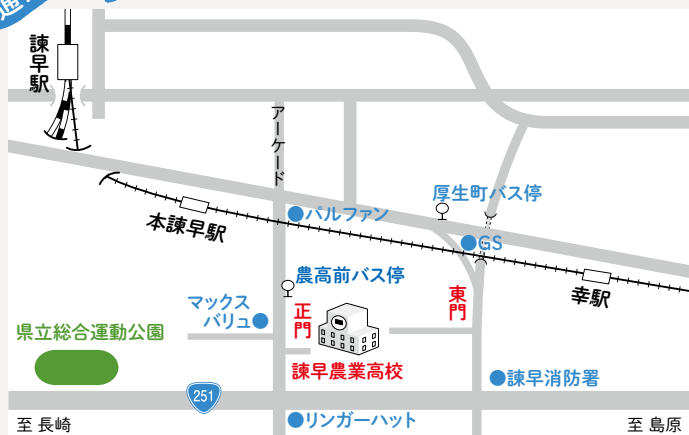 通
諫早駅
アーケード
厚生町バス停
パルファン
本諫早駅
GS
農高前バス停
幸駅
マックス
バリュ
正門
東門
県立総合運動公園
諫早農業高校
諫早消防署
251
リンガーハット
至 長崎
至 島原